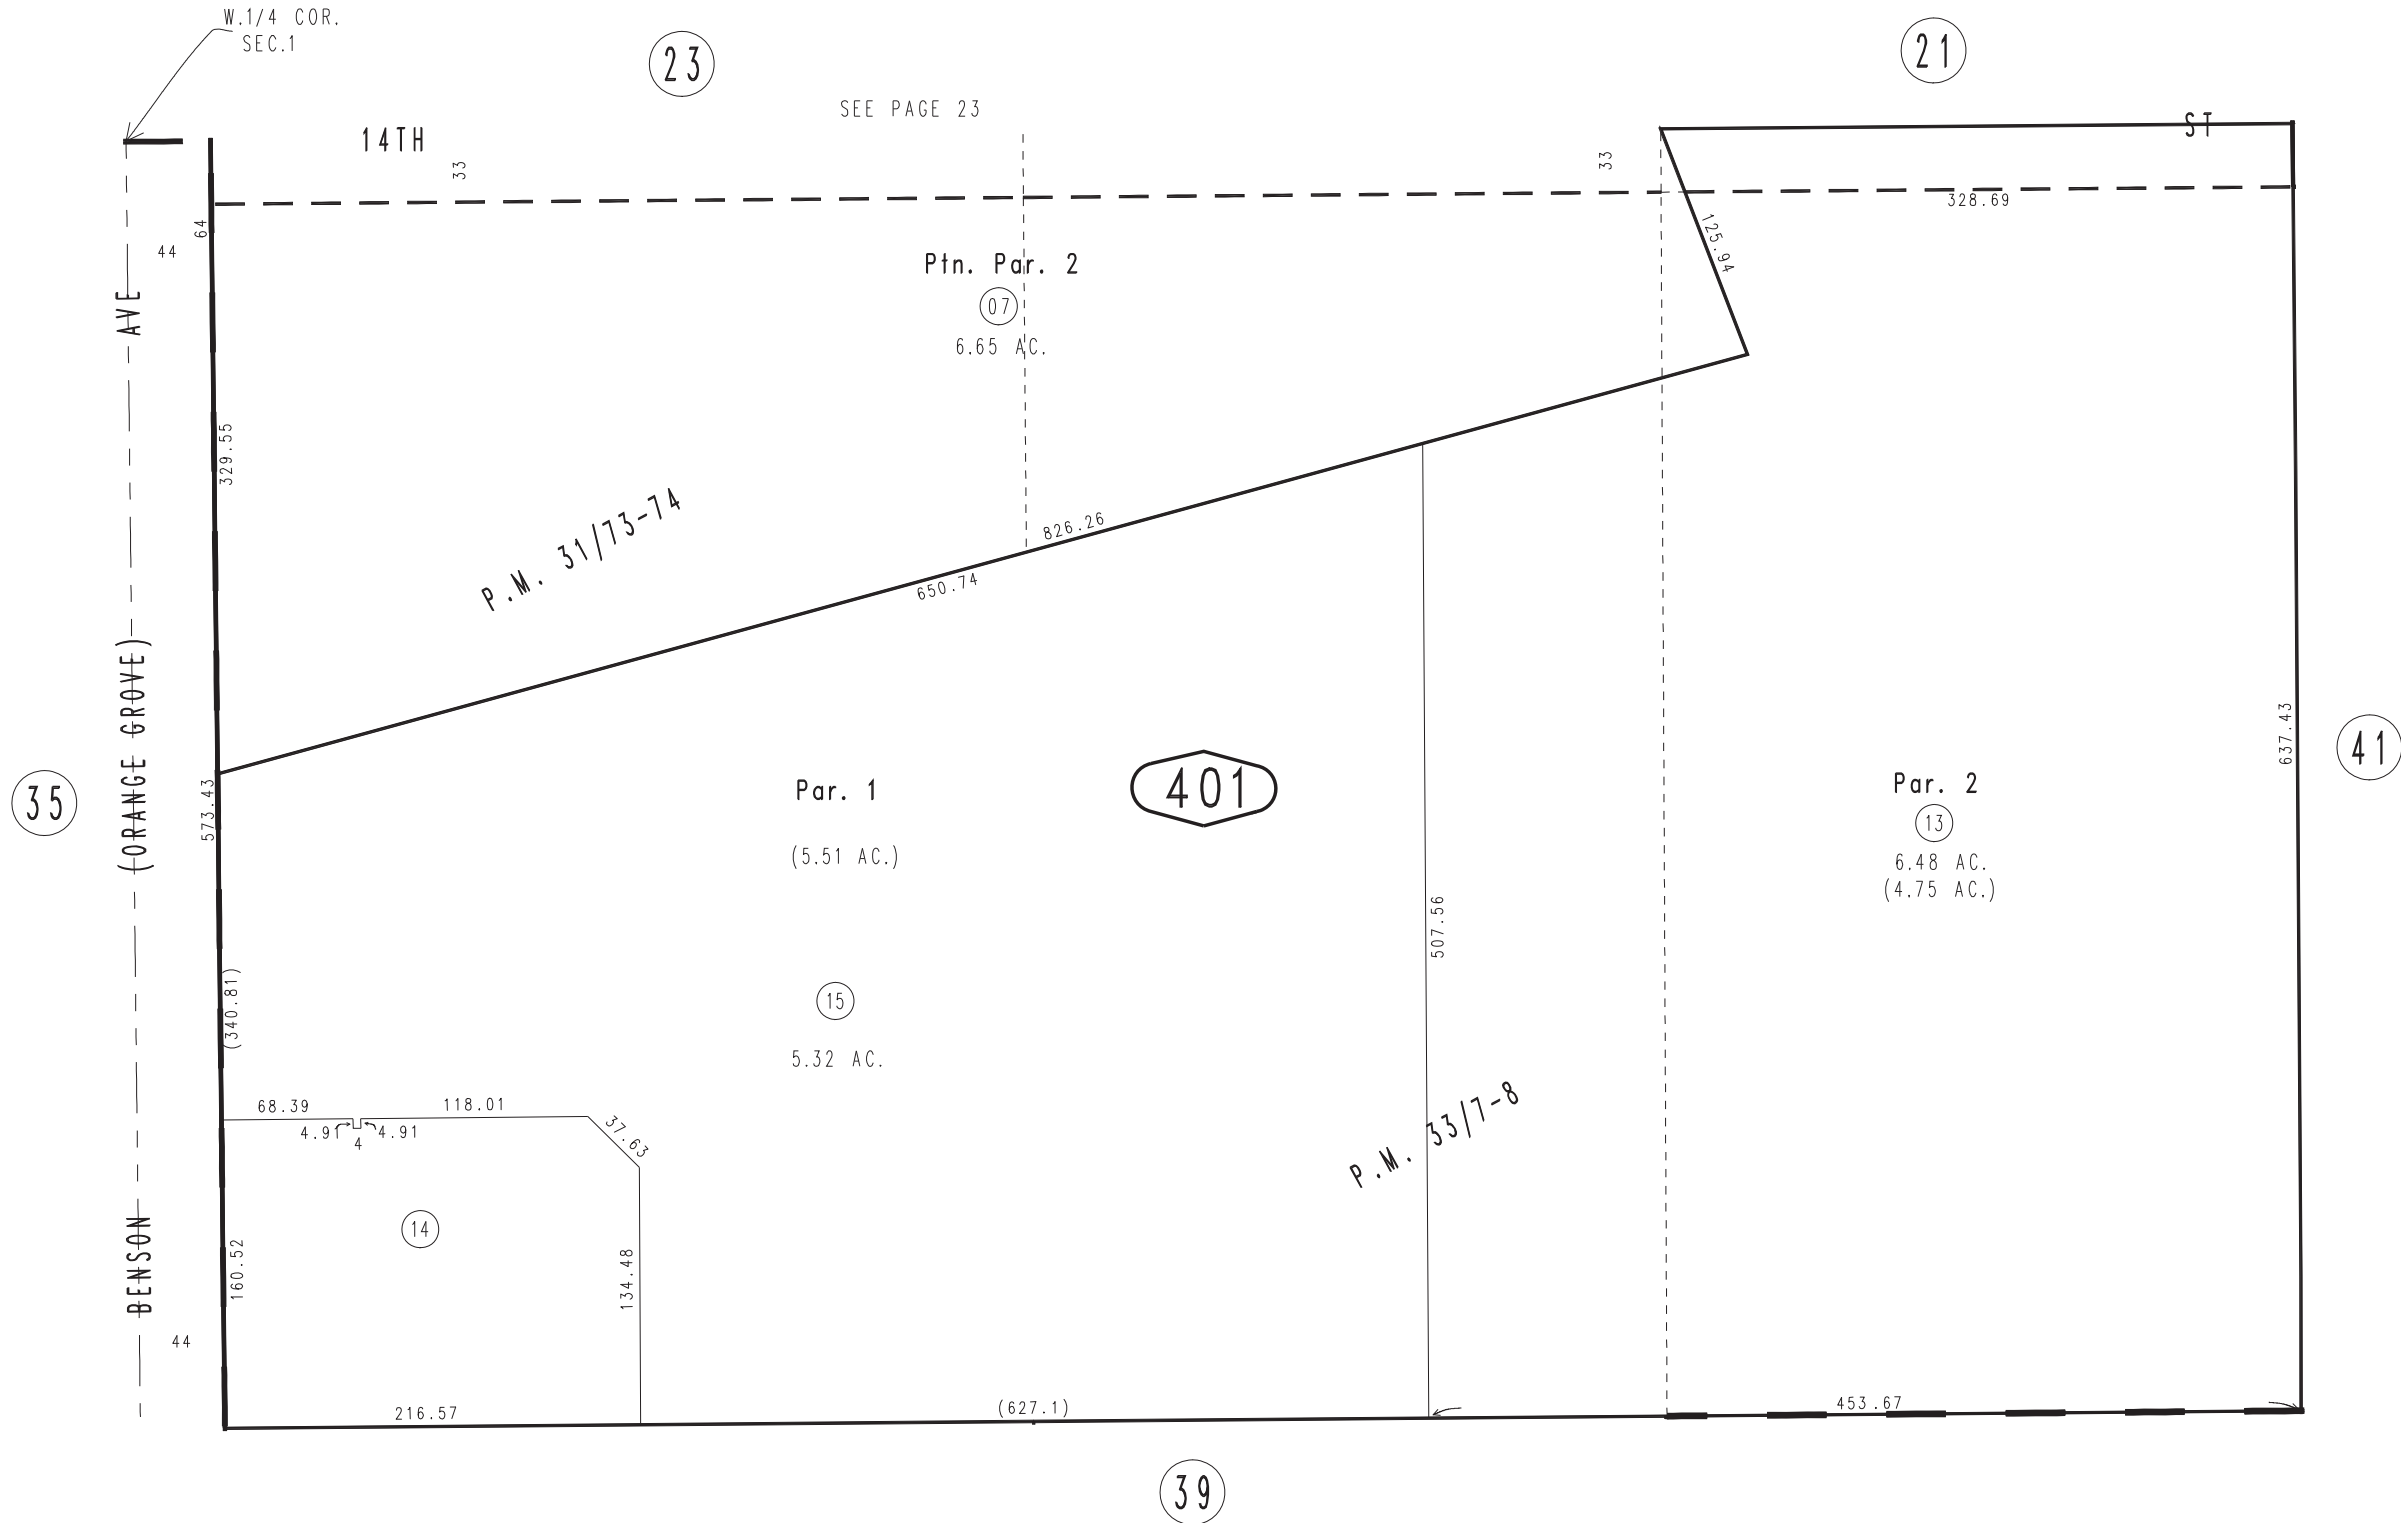 W.1/4 COR.
SEC.1
23
21
SEE PAGE 23
14TH
ST
33
33
328.69
64
44
125.94
Ptn. Par. 2
07
6.65 AC.
AVE
329.55
P.M. 31/73-74
826.26
650.74
(ORANGE GROVE)
637.43
41
35
573.43
Par. 1
401
Par. 2
13
(5.51 AC.)
6.48 AC.
(4.75 AC.)
507.56
(340.81)
15
5.32 AC.
68.39
118.01
4.91
4.91
4
37.63
P.M. 33/7-8
14
BENSON
160.52
134.48
44
216.57
(627.1)
453.67
39